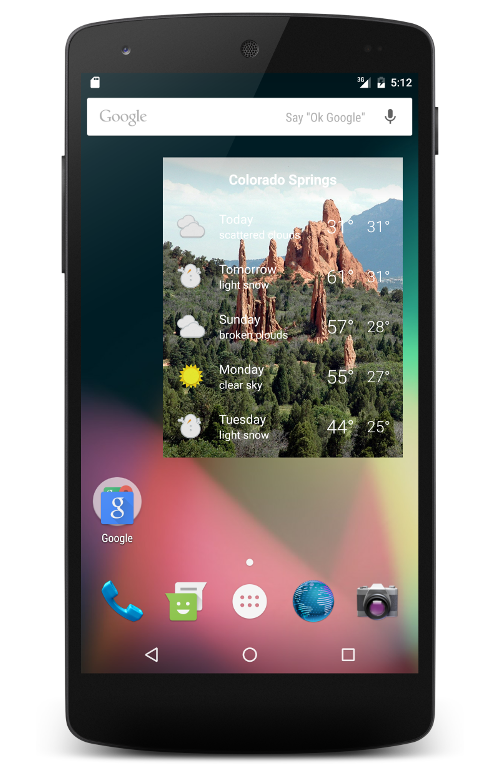 3G 5:12
Google Say "Ok Google"
Colorado Springs
Today 31° 31°
scattered clouds
Tomorrow 61° 31°
light snow
Sunday 57° 28°
broken clouds
Monday 55° 27°
clear sky
Tuesday 44° 25°
light snow
g
Google